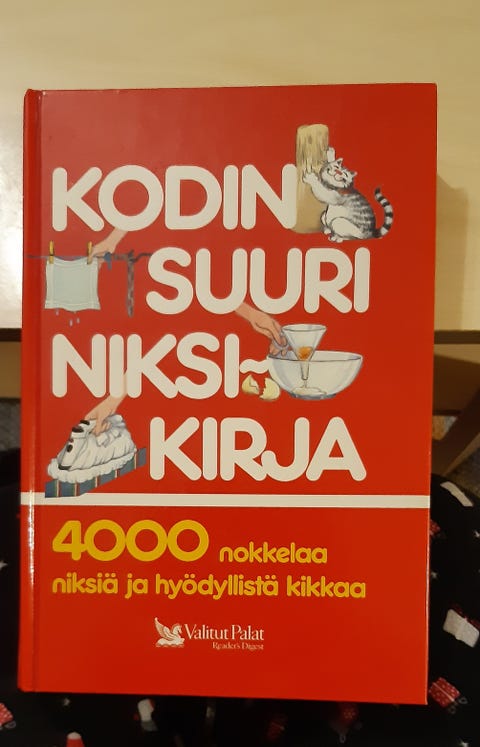 KODIN
SUURI
NIKSI-
KIRJA
4000 nokkelaa
niksiä ja hyödyllistä kikkaa
Valitut Palat
Reader's Digest